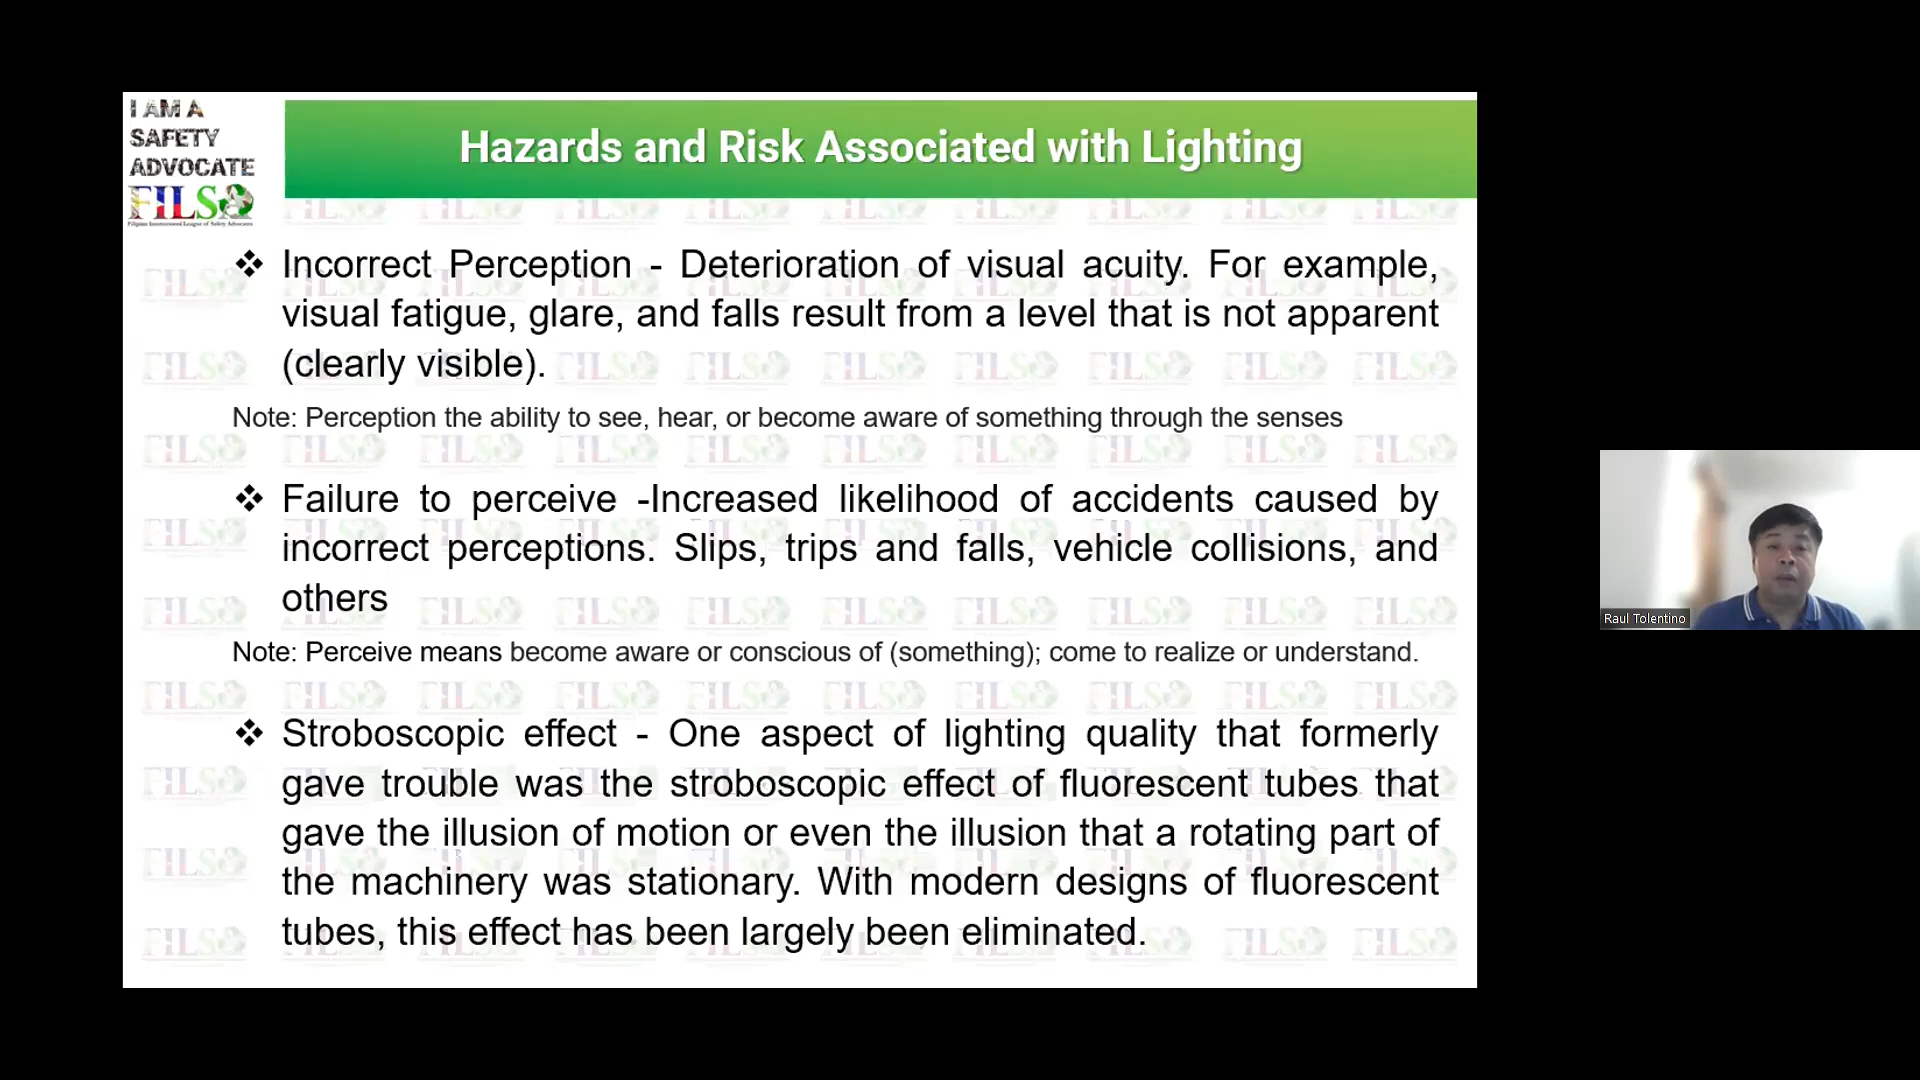 I AM A
SAFETY
ADVOCATE
FILS
Filipino Interconnected League of Safety Advocates
Hazards and Risk Associated with Lighting
❖ Incorrect Perception - Deterioration of visual acuity. For example,
visual fatigue, glare, and falls result from a level that is not apparent
(clearly visible).
Note: Perception the ability to see, hear, or become aware of something through the senses
❖ Failure to perceive -Increased likelihood of accidents caused by
incorrect perceptions. Slips, trips and falls, vehicle collisions, and
others
Note: Perceive means become aware or conscious of (something); come to realize or understand.
❖ Stroboscopic effect - One aspect of lighting quality that formerly
gave trouble was the stroboscopic effect of fluorescent tubes that
gave the illusion of motion or even the illusion that a rotating part of
the machinery was stationary. With modern designs of fluorescent
tubes, this effect has been largely been eliminated.
Raul Tolentino